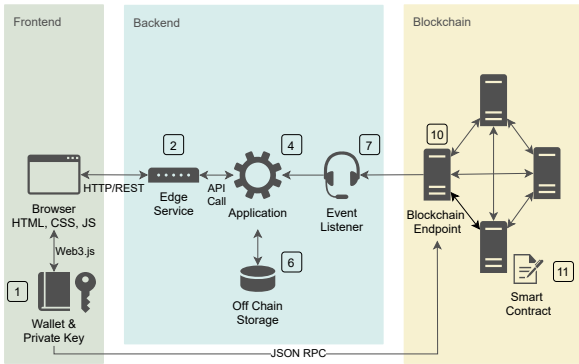 Frontend
Backend
Blockchain
2
4
7
10
HTTP/REST
API
Call
Browser
HTML, CSS, JS
Edge
Service
Application
Event
Listener
Blockchain
Endpoint
Web3.js
6
11
1
Off Chain
Storage
Smart
Contract
Wallet &
Private Key
JSON RPC